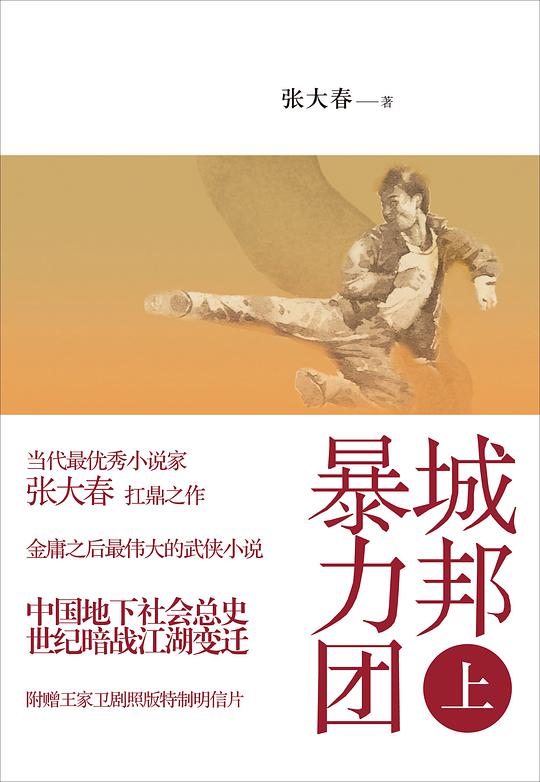 张大春——著
当代最优秀小说家
张大春 扛鼎之作
金庸之后最伟大的武侠小说
中国地下社会总史
世纪暗战江湖变迁
附赠王家卫剧照版特制明信片
城邦
暴力团
上